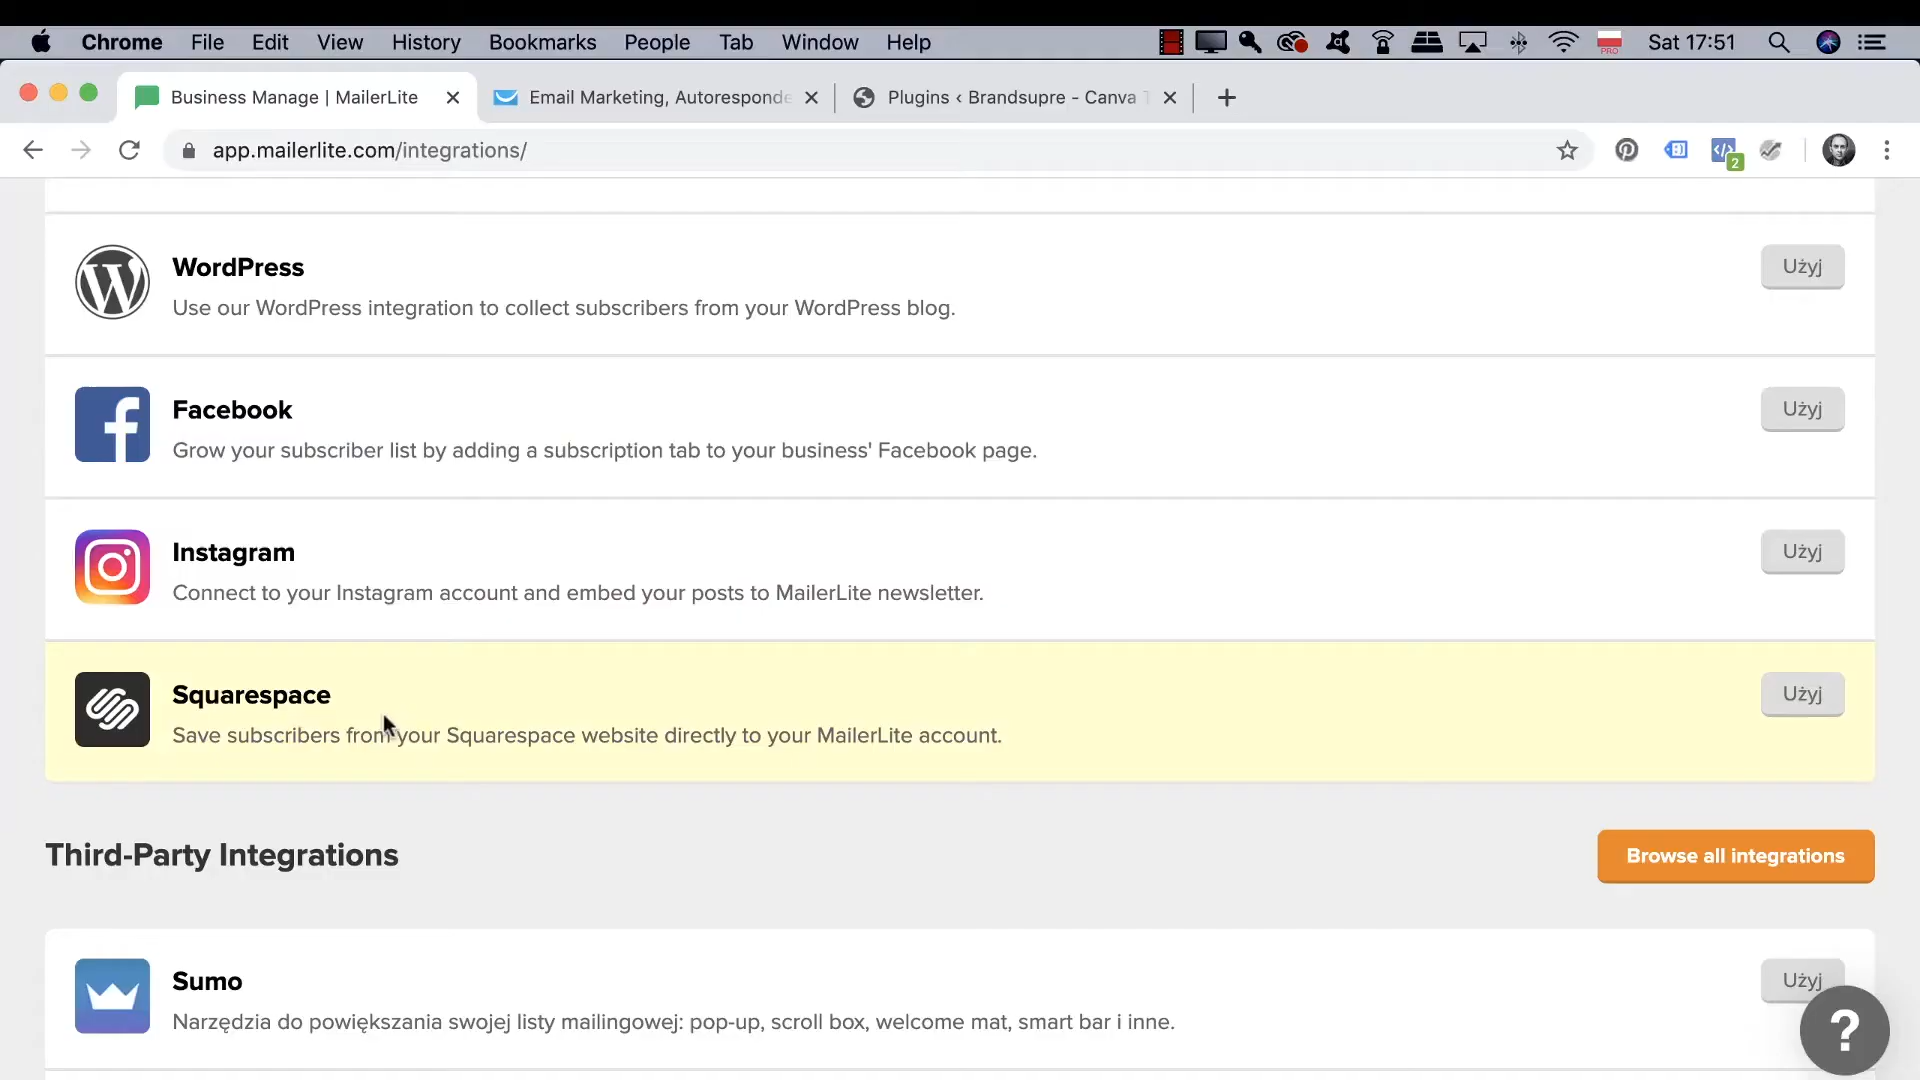 Chrome File Edit View History Bookmarks People Tab Window Help PRO Sat 17:51
Business Manage | MailerLite Email Marketing, Autoresponde Plugins ‹ Brandsupre - Canva T
app.mailerlite.com/integrations/ 2
WordPress Użyj
Use our WordPress integration to collect subscribers from your WordPress blog.
Facebook Użyj
Grow your subscriber list by adding a subscription tab to your business' Facebook page.
Instagram Użyj
Connect to your Instagram account and embed your posts to MailerLite newsletter.
Squarespace Użyj
Save subscribers from your Squarespace website directly to your MailerLite account.
Third-Party Integrations Browse all integrations
Sumo Użyj
Narzędzia do powiększania swojej listy mailingowej: pop-up, scroll box, welcome mat, smart bar i inne.
?